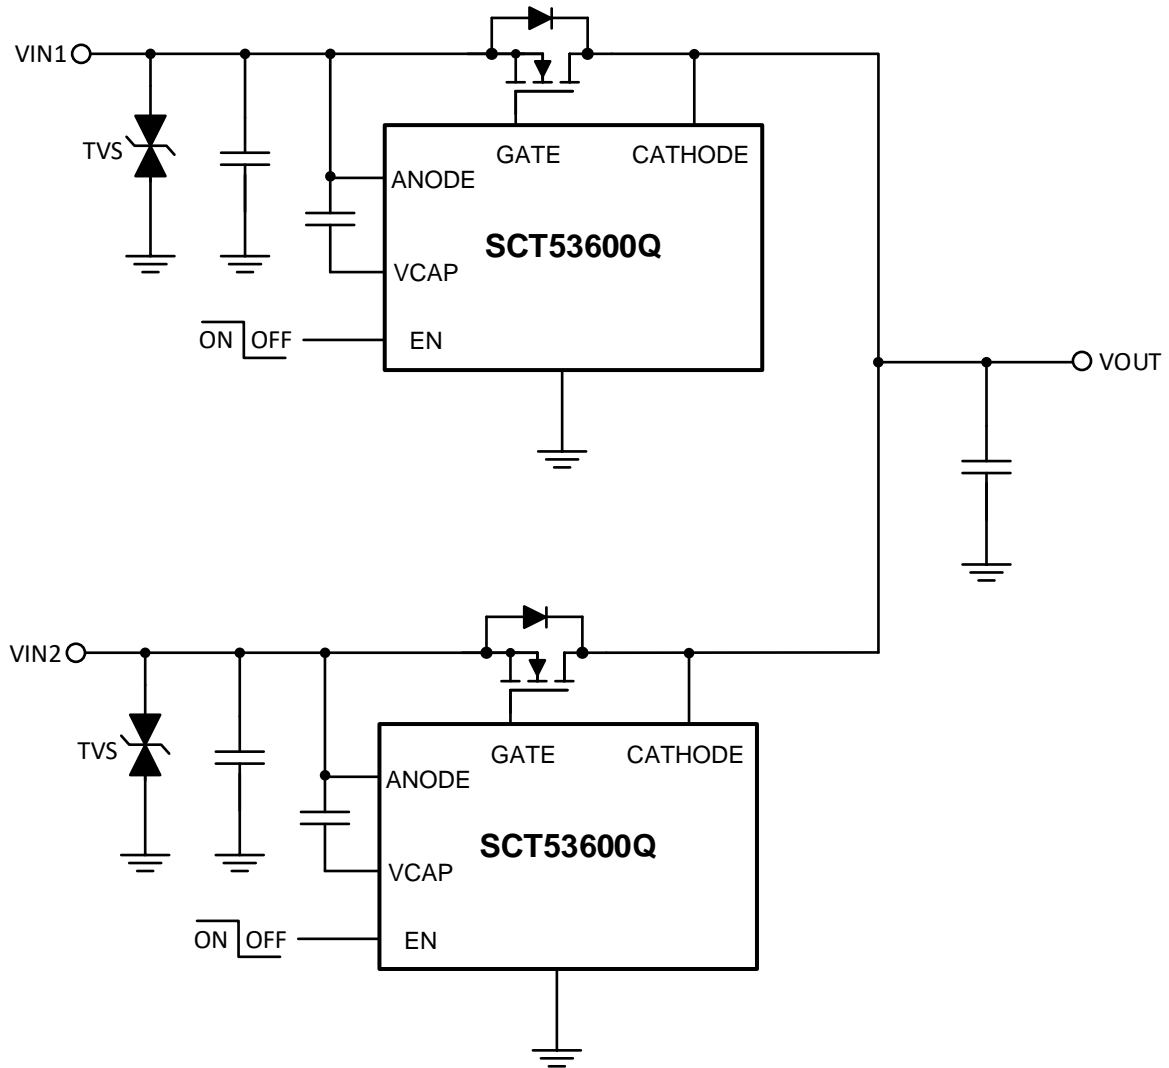 VIN1
GATE CATHODE
TVS
ANODE
SCT53600Q
VCAP
ON OFF
EN
VOUT
VIN2
GATE CATHODE
TVS
ANODE
SCT53600Q
VCAP
ON OFF
EN